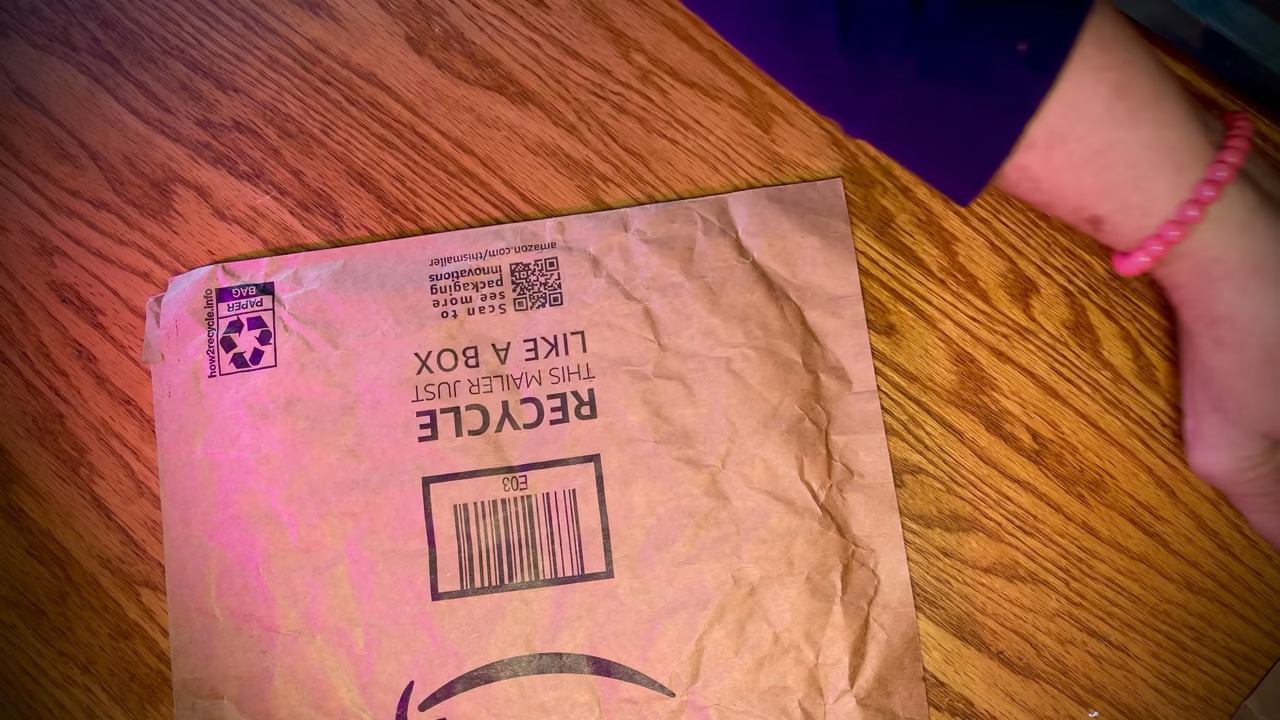 E03
RECYCLE
THIS MAILER JUST
LIKE A BOX
Scan to
see more
packaging
innovations
amazon.com/thismailer
PAPER
BAG
how2recycle.info